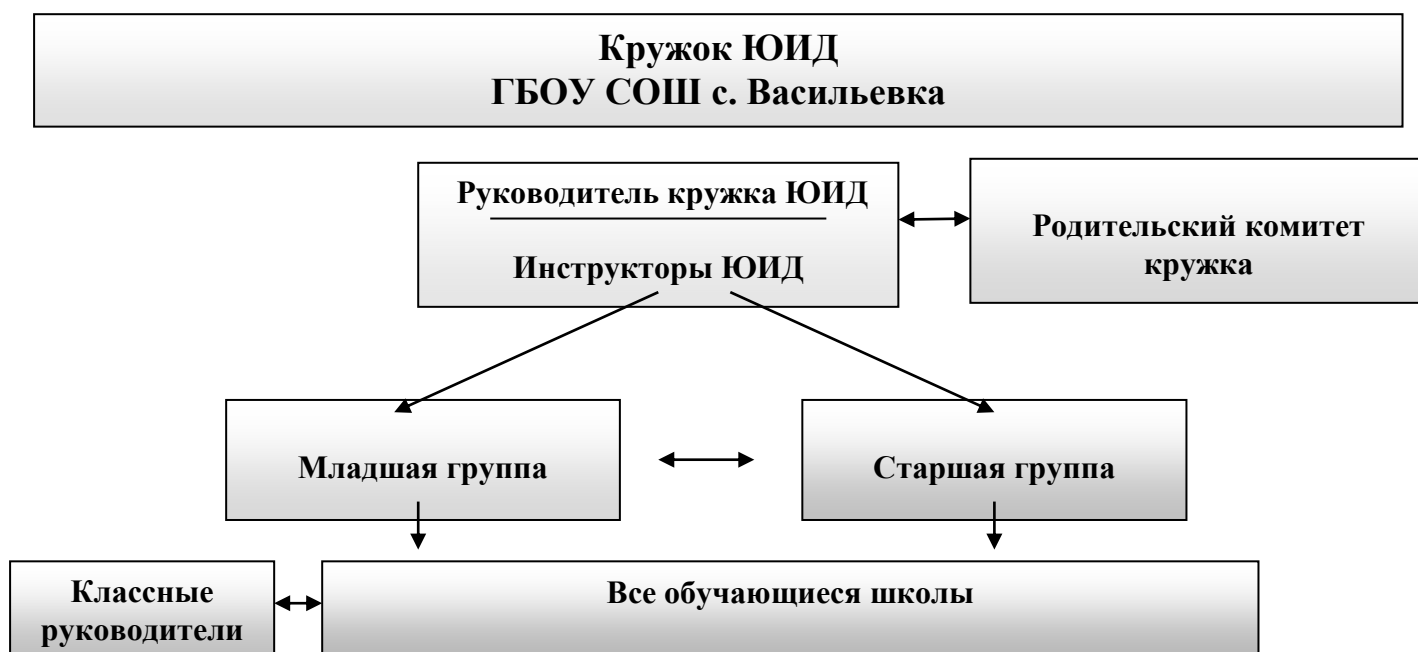 Кружок ЮИД
ГБОУ СОШ с. Васильевка
Руководитель кружка ЮИД
Инструкторы ЮИД
Родительский комитет
кружка
Младшая группа
Старшая группа
Классные
руководители
Все обучающиеся школы